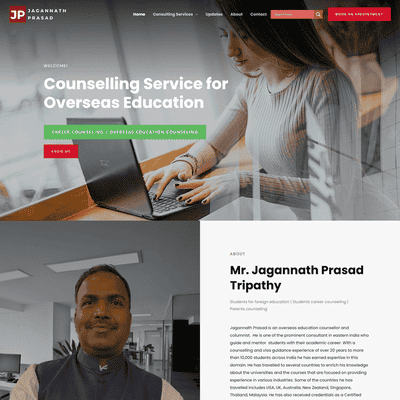 JP JAGANNATH
PRASAD
Home Consulting Services Updates About Contact
BOOK AN APPOINTMENT
WELCOME!
Counselling Service for
Overseas Education
CAREER COUNSELING | OVERSEAS EDUCATION COUNSELING
ABOUT
Mr. Jagannath Prasad
Tripathy
Students for foreign education | Students career counseling |
Parents counseling
Jagannath Prasad is an overseas education counsellor and
columnist. He is one of the prominent consultant in eastern India who
guide and mentor students with their academic career. With a
counselling and visa guidance experience of over 20 years to more
than 10,000 students across India he has earned expertise in this
domain. He has travelled to several countries to enrich his knowledge
about the universities and the courses that are focused on providing
experience in various industries. Some of the countries he has
travelled includes USA, UK, Australia, New Zealand, Singapore,
Thailand, Malaysia. He has also received credentials as a Certified